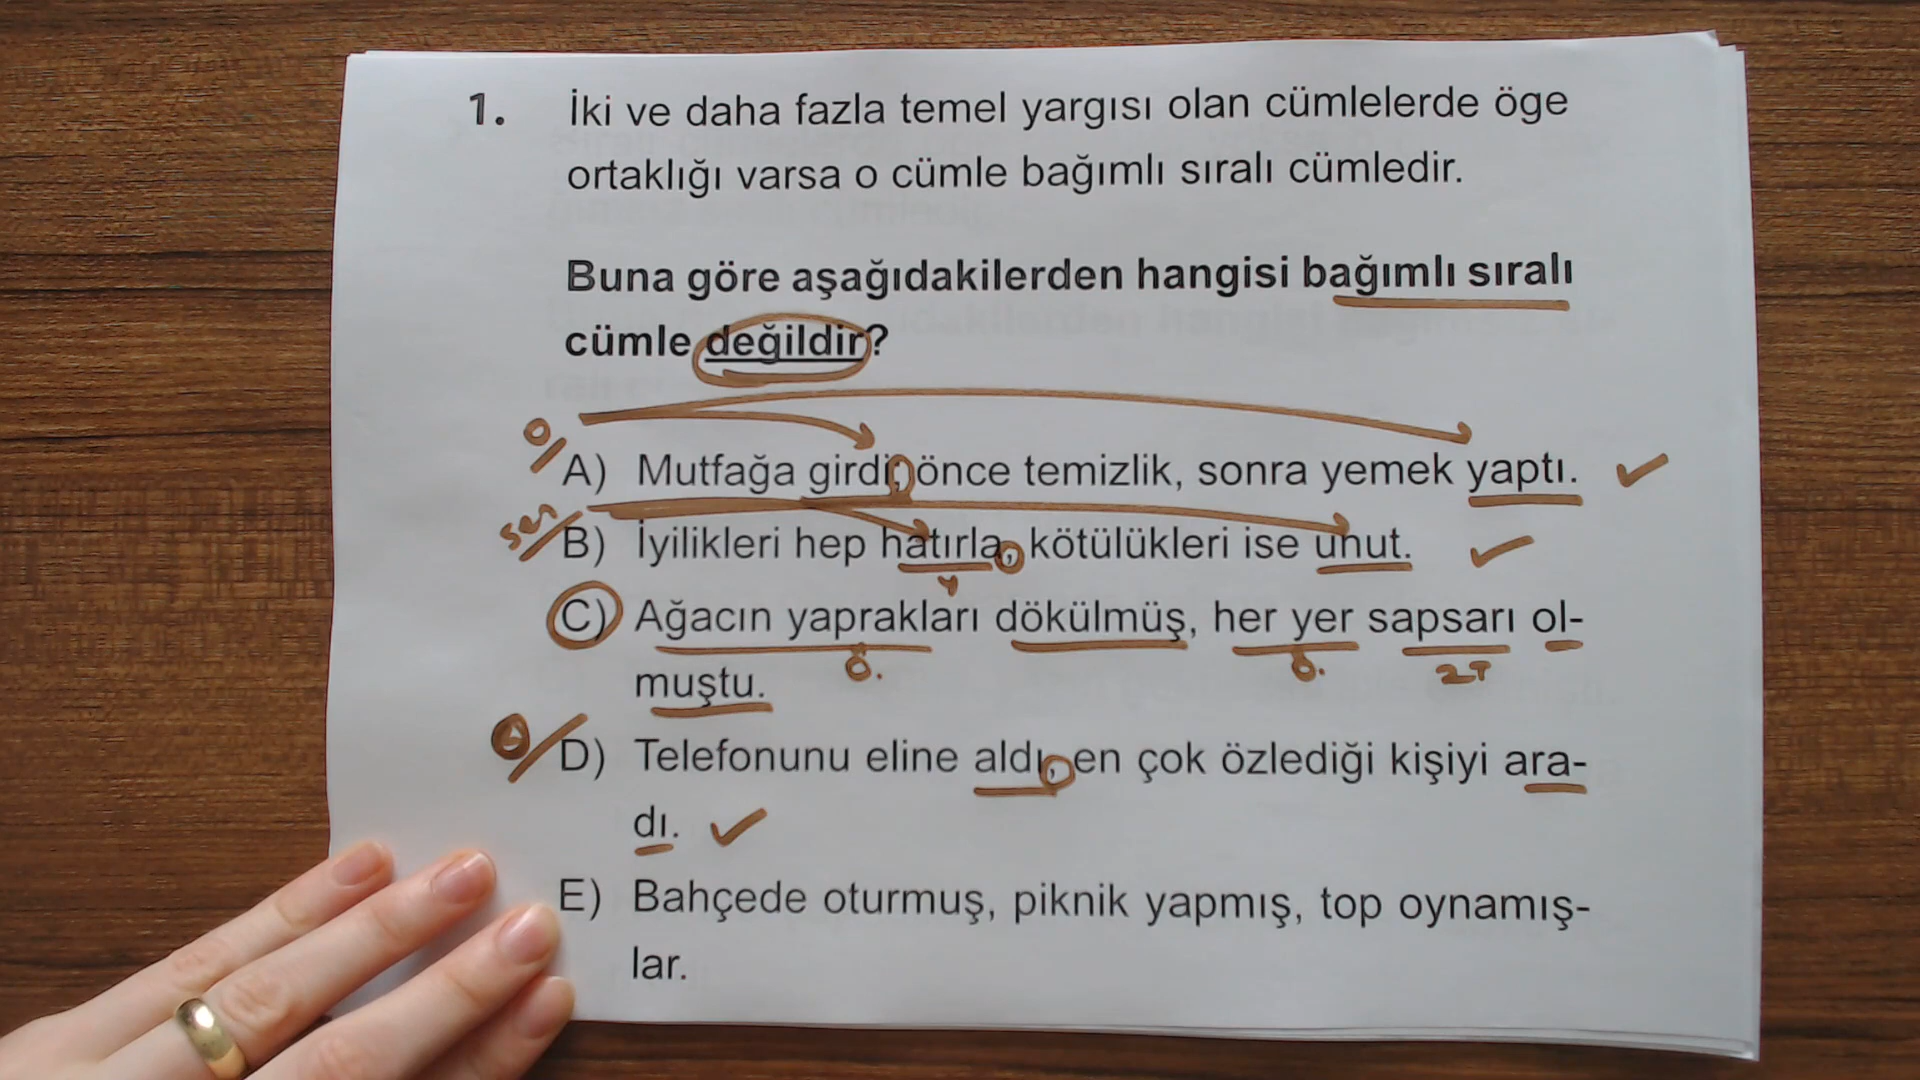 1. İki ve daha fazla temel yargısı olan cümlelerde öge
ortaklığı varsa o cümle bağımlı sıralı cümledir.
Buna göre aşağıdakilerden hangisi bağımlı sıralı
cümle değildir?
O/ A) Mutfağa girdi, önce temizlik, sonra yemek yaptı.
sen/ B) İyilikleri hep hatırla, kötülükleri ise unut.
y
C) Ağacın yaprakları dökülmüş, her yer sapsarı ol-
Ö. Ö. ZT
muştu.
O/ D) Telefonunu eline aldı, en çok özlediği kişiyi ara-
dı.
E) Bahçede oturmuş, piknik yapmış, top oynamış-
lar.